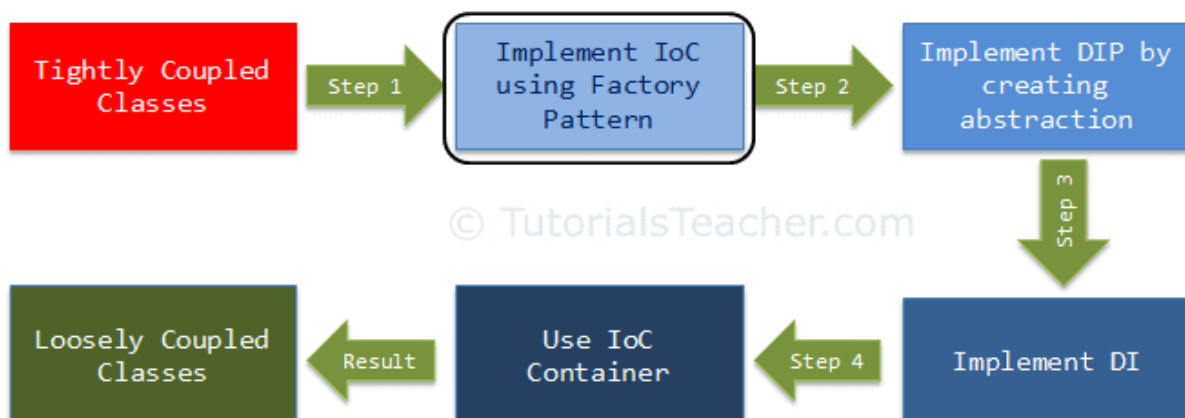 Tightly Coupled
Classes
Step 1
Implement IoC
using Factory
Pattern
Step 2
Implement DIP by
creating
abstraction
Step 3
© TutorialsTeacher.com
Implement DI
Step 4
Use IoC
Container
Result
Loosely Coupled
Classes